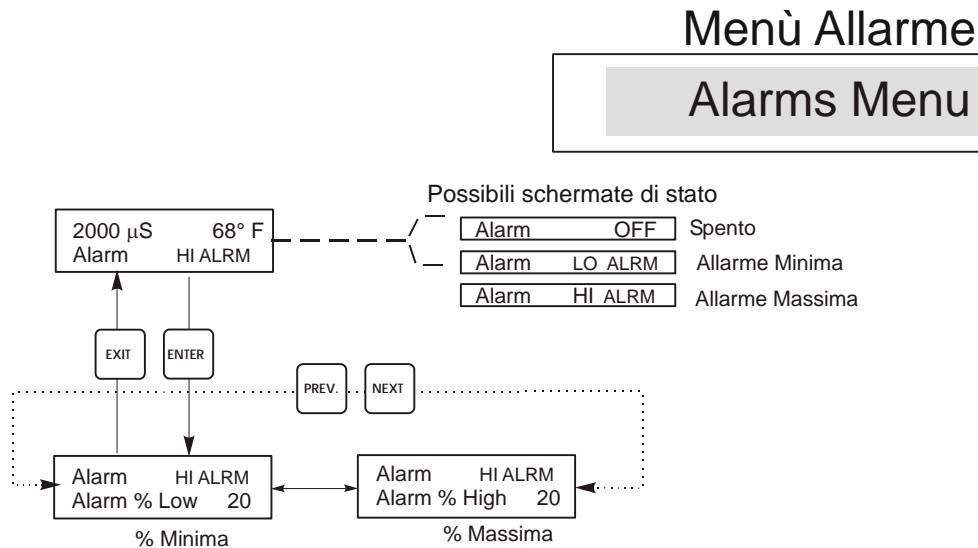 Menù Allarme
Alarms Menu
Possibili schermate di stato
2000 µS 68° F
Alarm HI ALRM
Alarm OFF Spento
Alarm LO ALRM Allarme Minima
Alarm HI ALRM Allarme Massima
EXIT ENTER
PREV. NEXT
Alarm HI ALRM
Alarm % Low 20
% Minima
Alarm HI ALRM
Alarm % High 20
% Massima